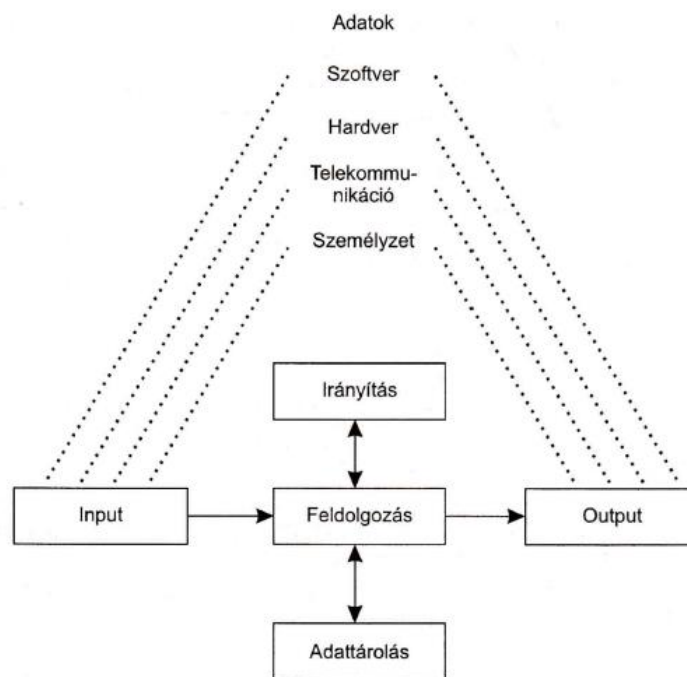 Adatok
Szoftver
Hardver
Telekommu-
nikáció
Személyzet
Irányítás
Input
Feldolgozás
Output
Adattárolás